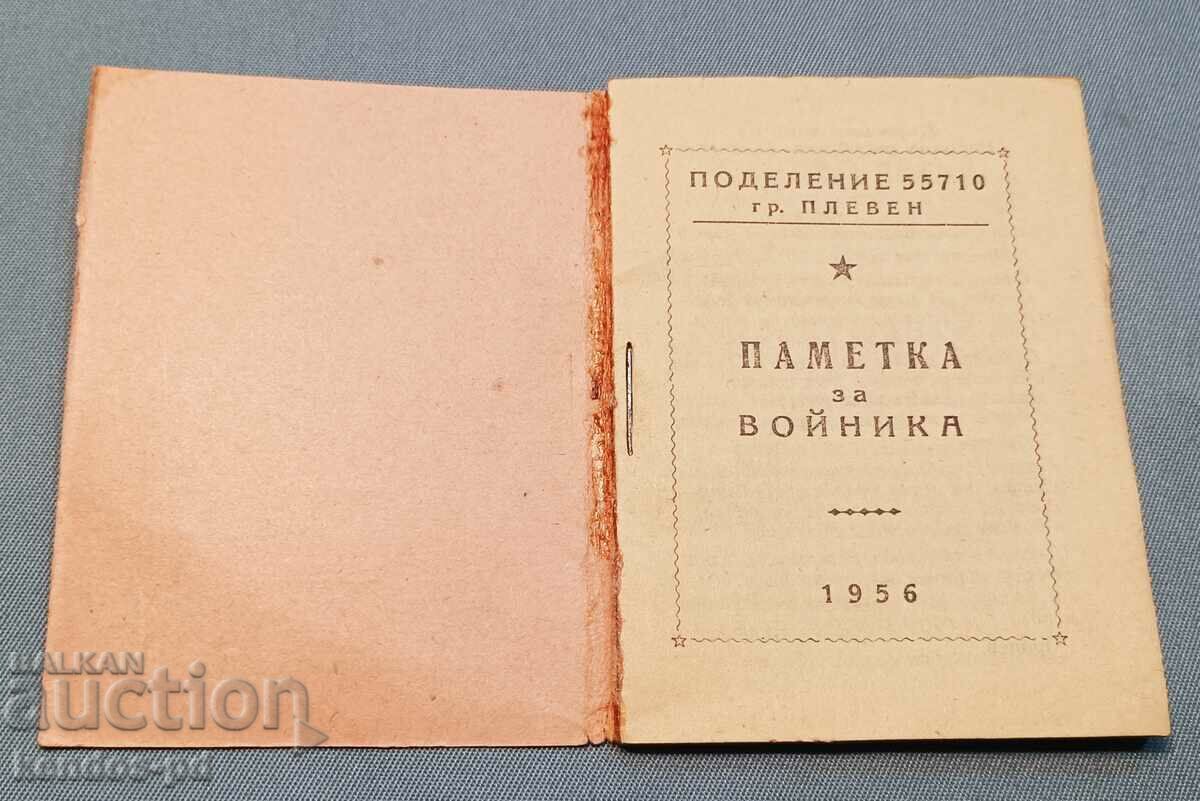 ПОДЕЛЕНИЕ 55710
гр. ПЛЕВЕН
ПАМЕТКА
за
ВОЙНИКА
1956
BALKAN
auction